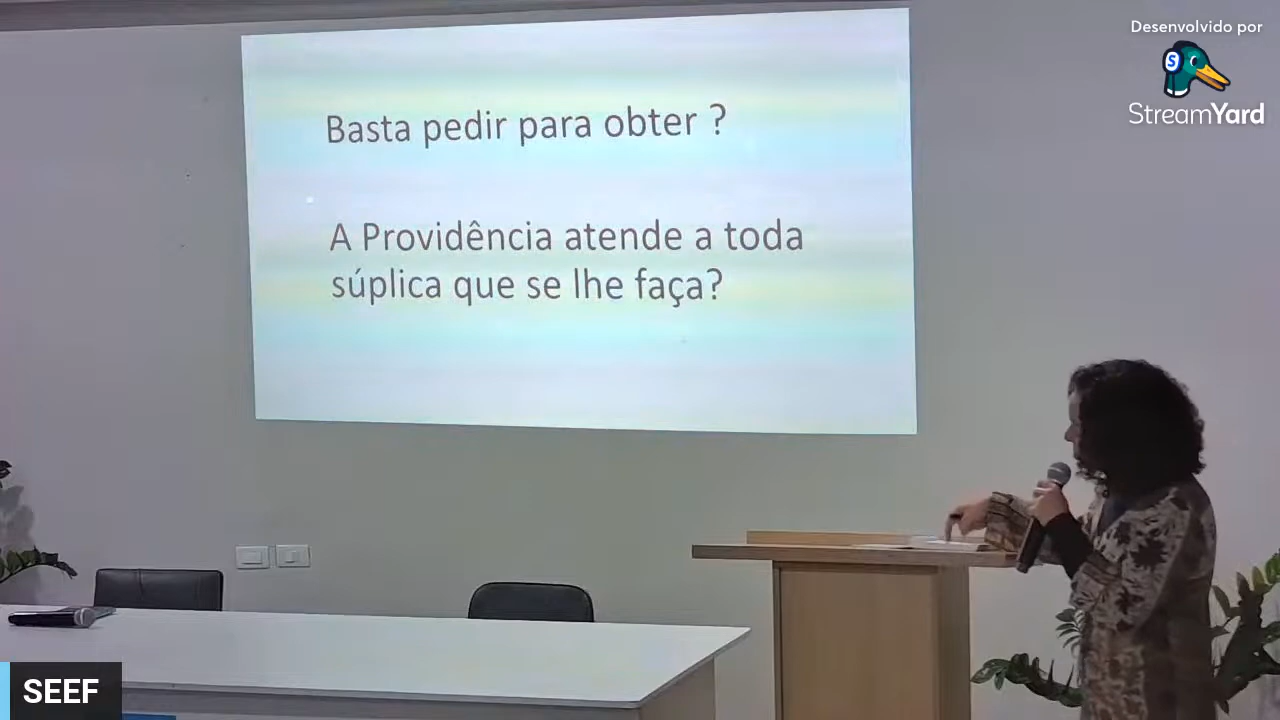 Desenvolvido por
StreamYard
Basta pedir para obter ?
A Providência atende a toda
súplica que se lhe faça?
SEEF